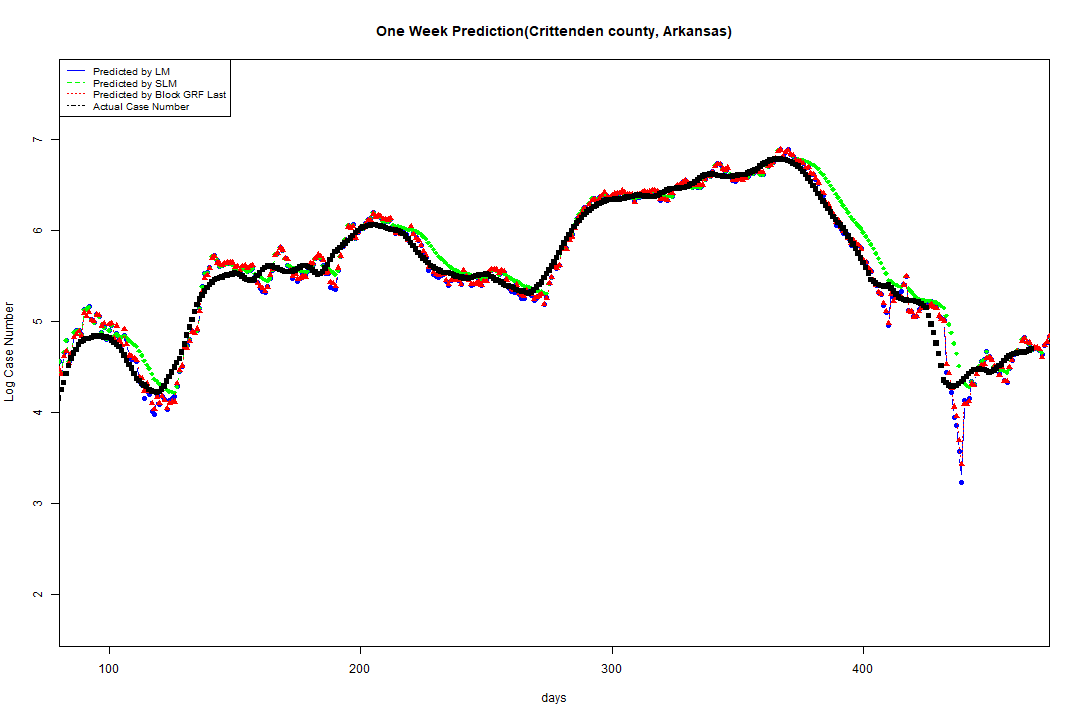 One Week Prediction(Crittenden county, Arkansas)
Predicted by LM
Predicted by SLM
Predicted by Block GRF Last
Actual Case Number
7
6
5
4
3
2
Log Case Number
100 200 300 400
days